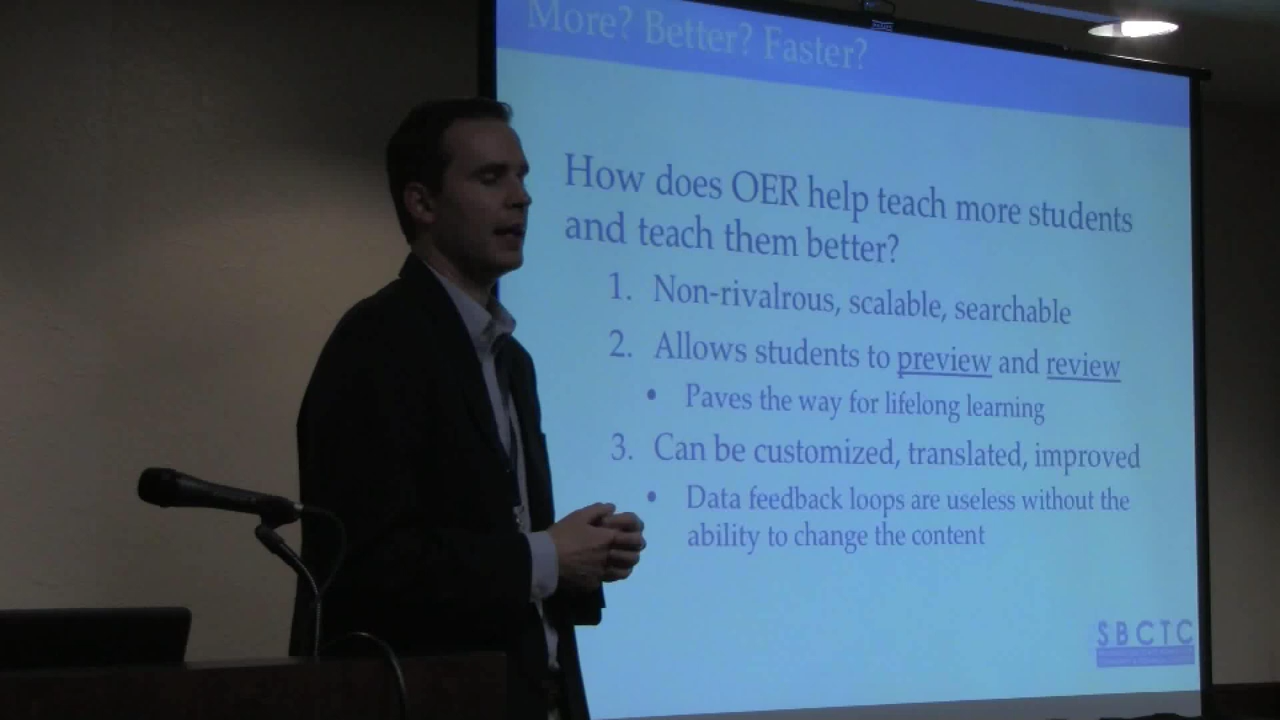 More? Better? Faster?
How does OER help teach more students
and teach them better?
1. Non-rivalrous, scalable, searchable
2. Allows students to preview and review
• Paves the way for lifelong learning
3. Can be customized, translated, improved
• Data feedback loops are useless without the
ability to change the content
SBCTC